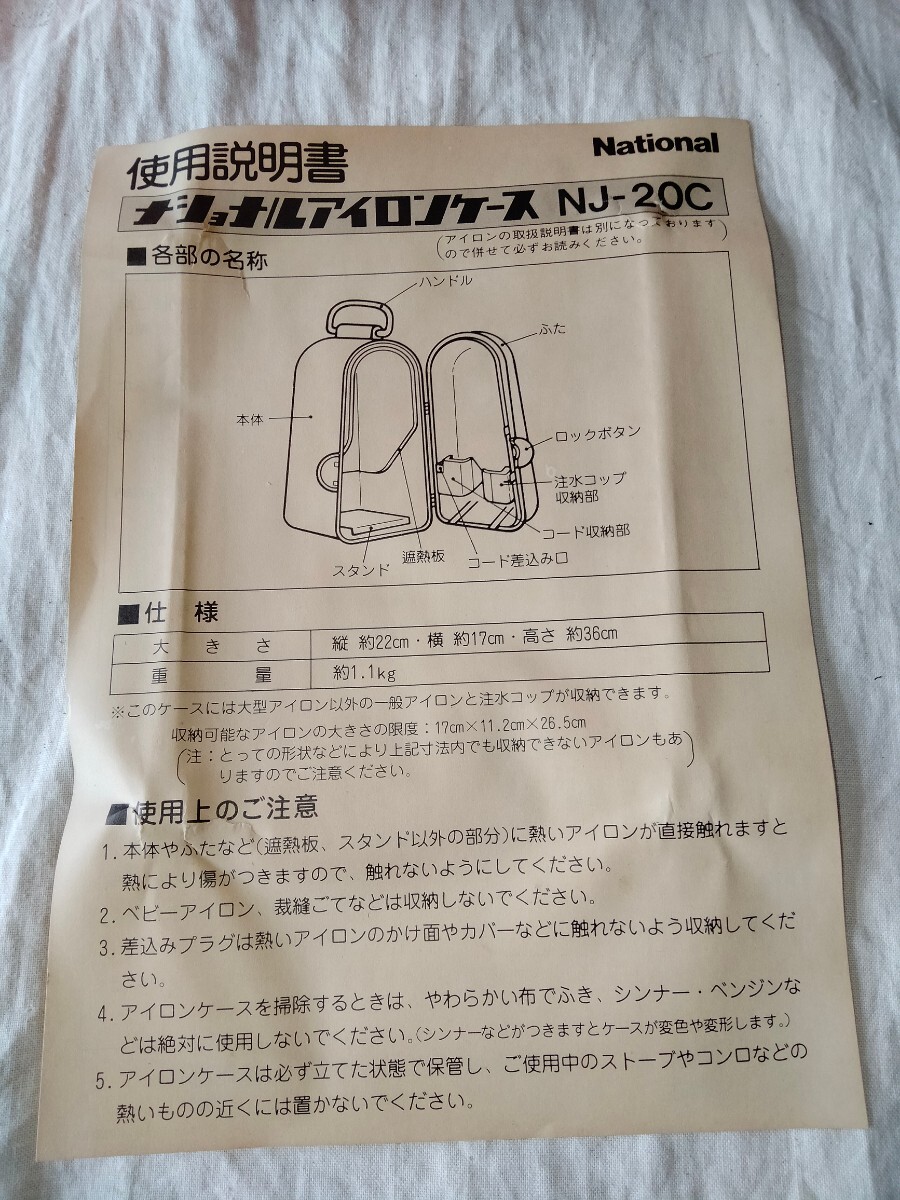 使用説明書
National
ナショナルアイロンケース NJ-20C
(アイロンの取扱説明書は別になっております
ので併せて必ずお読みください。)
■各部の名称
ハンドル
ふた
本体
ロックボタン
注水コップ
収納部
コード収納部
コード差込み口
遮熱板
スタンド
■仕 様
大きさ 縦 約22cm・横 約17cm・高さ 約36cm
重量 約1.1kg
※このケースには大型アイロン以外の一般アイロンと注水コップが収納できます。
収納可能なアイロンの大きさの限度:17cm×11.2cm×26.5cm
(注:とっての形状などにより上記寸法内でも収納できないアイロンもあ
りますのでご注意ください。)
■使用上のご注意
1. 本体やふたなど(遮熱板、スタンド以外の部分)に熱いアイロンが直接触れますと
熱により傷がつきますので、触れないようにしてください。
2. ベビーアイロン、裁縫ごてなどは収納しないでください。
3. 差込みプラグは熱いアイロンのかけ面やカバーなどに触れないよう収納してくだ
さい。
4. アイロンケースを掃除するときは、やわらかい布でふき、シンナー・ベンジンな
どは絶対に使用しないでください。(シンナーなどがつきますとケースが変色や変形します。)
5. アイロンケースは必ず立てた状態で保管し、ご使用中のストーブやコンロなどの
熱いものの近くには置かないでください。